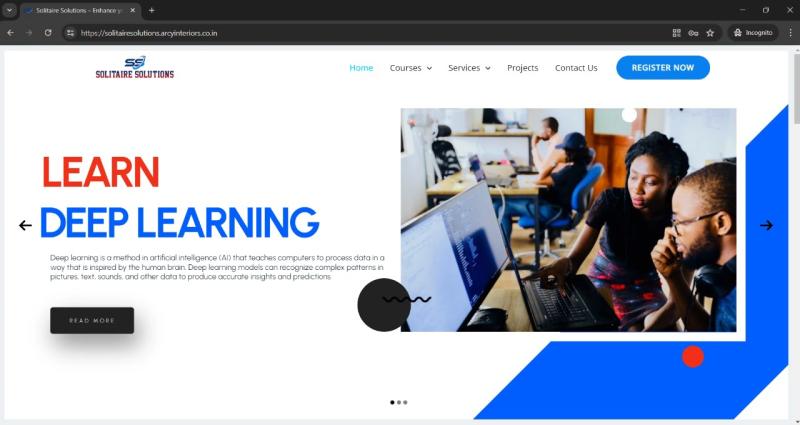 Solitaire Solutions – Enhance y
https://solitairesolutions.arcyinteriors.co.in
Incognito
SS
SOLITAIRE SOLUTIONS
Home
Courses
Services
Projects
Contact Us
REGISTER NOW
LEARN
DEEP LEARNING
Deep learning is a method in artificial intelligence (AI) that teaches computers to process data in a
way that is inspired by the human brain. Deep learning models can recognize complex patterns in
pictures, text, sounds, and other data to produce accurate insights and predictions
READ MORE